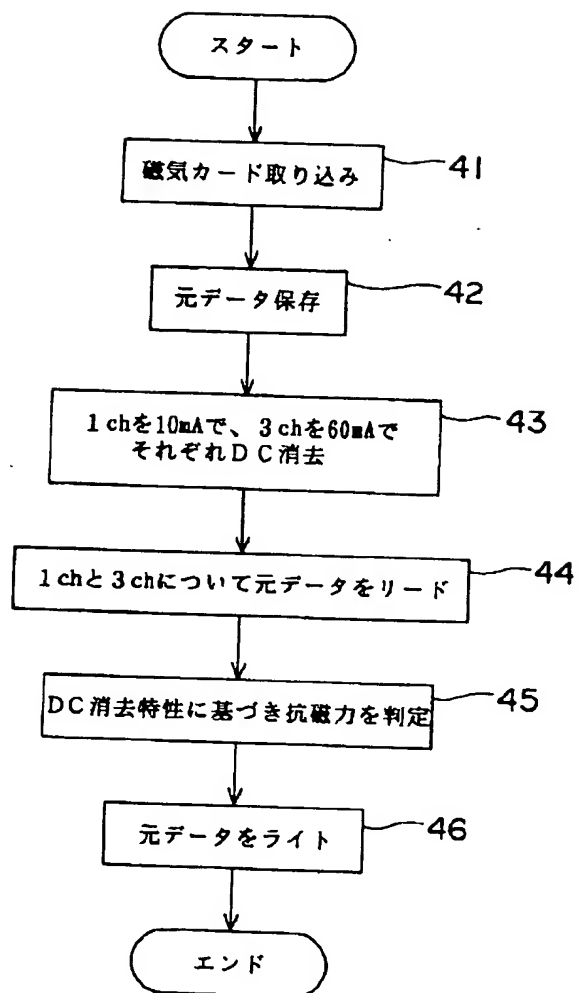 スタート
磁気カード取り込み
41
元データ保存
42
1chを10mAで、3chを60mAで
それぞれDC消去
43
1chと3chについて元データをリード
44
DC消去特性に基づき抗磁力を判定
45
元データをライト
46
エンド